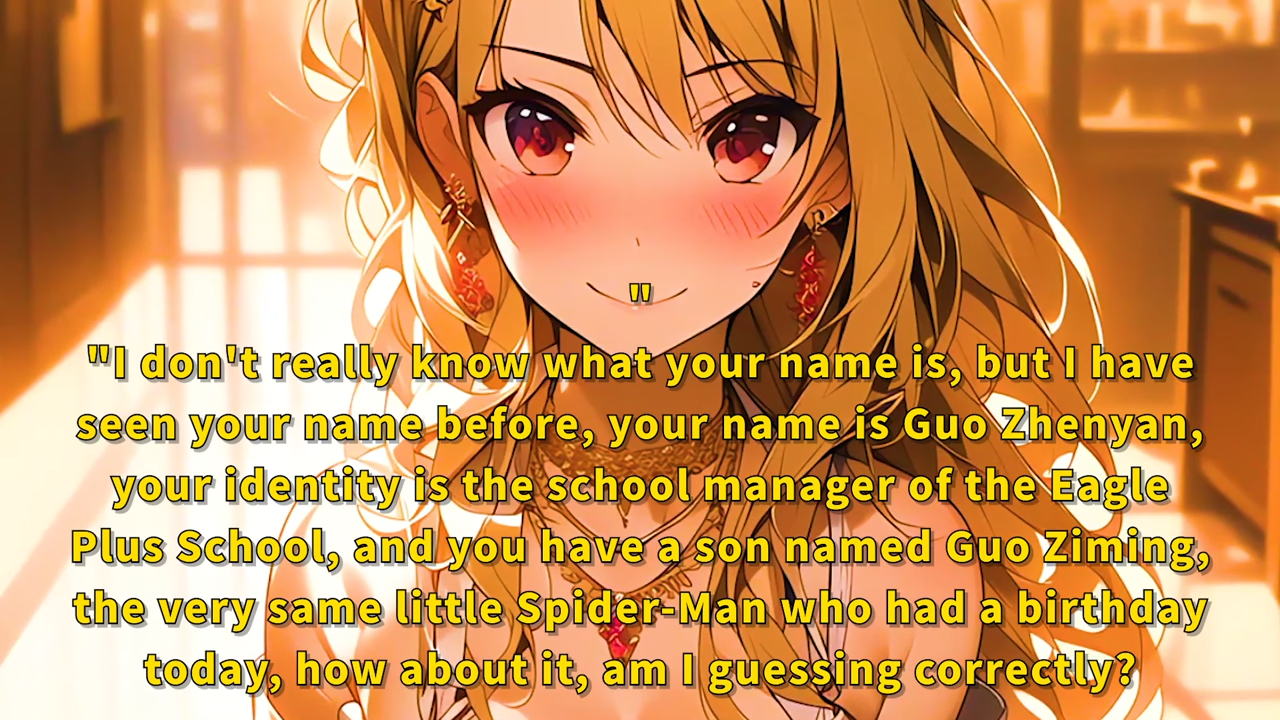 "
"I don't really know what your name is, but I have
seen your name before, your name is Guo Zhenyan,
your identity is the school manager of the Eagle
Plus School, and you have a son named Guo Ziming,
the very same little Spider-Man who had a birthday
today, how about it, am I guessing correctly?